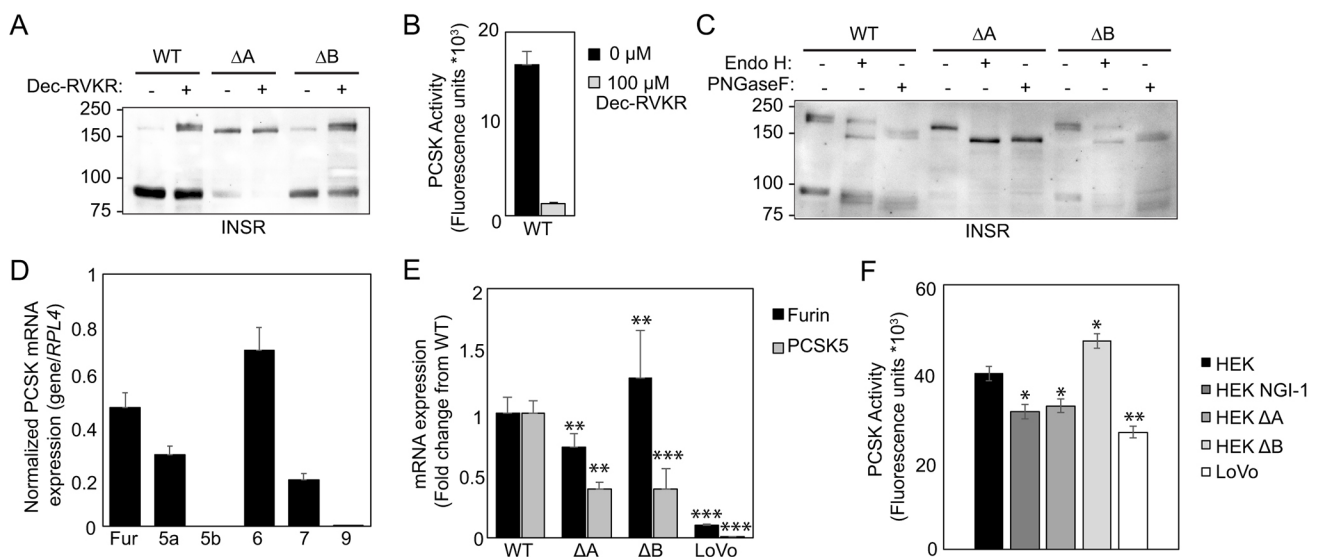 A
WT ΔA ΔB
Dec-RVKR: - + - + - +
250
150
100
75
INSR
B
PCSK Activity
(Fluorescence units *10³)
20
10
0
WT
0 µM
100 µM
Dec-RVKR
C
WT ΔA ΔB
Endo H: - + - - + - - + -
PNGaseF: - - + - - + - - +
250
150
100
75
INSR
D
Normalized PCSK mRNA
expression (gene/RPL4)
1
0.8
0.6
0.4
0.2
0
Fur 5a 5b 6 7 9
E
mRNA expression
(Fold change from WT)
2
1.5
1
0.5
0
** ** ** *** *** ***
WT ΔA ΔB LoVo
Furin
PCSK5
F
PCSK Activity
(Fluorescence units *10³)
60
40
20
0
* * * **
HEK
HEK NGI-1
HEK ΔA
HEK ΔB
LoVo